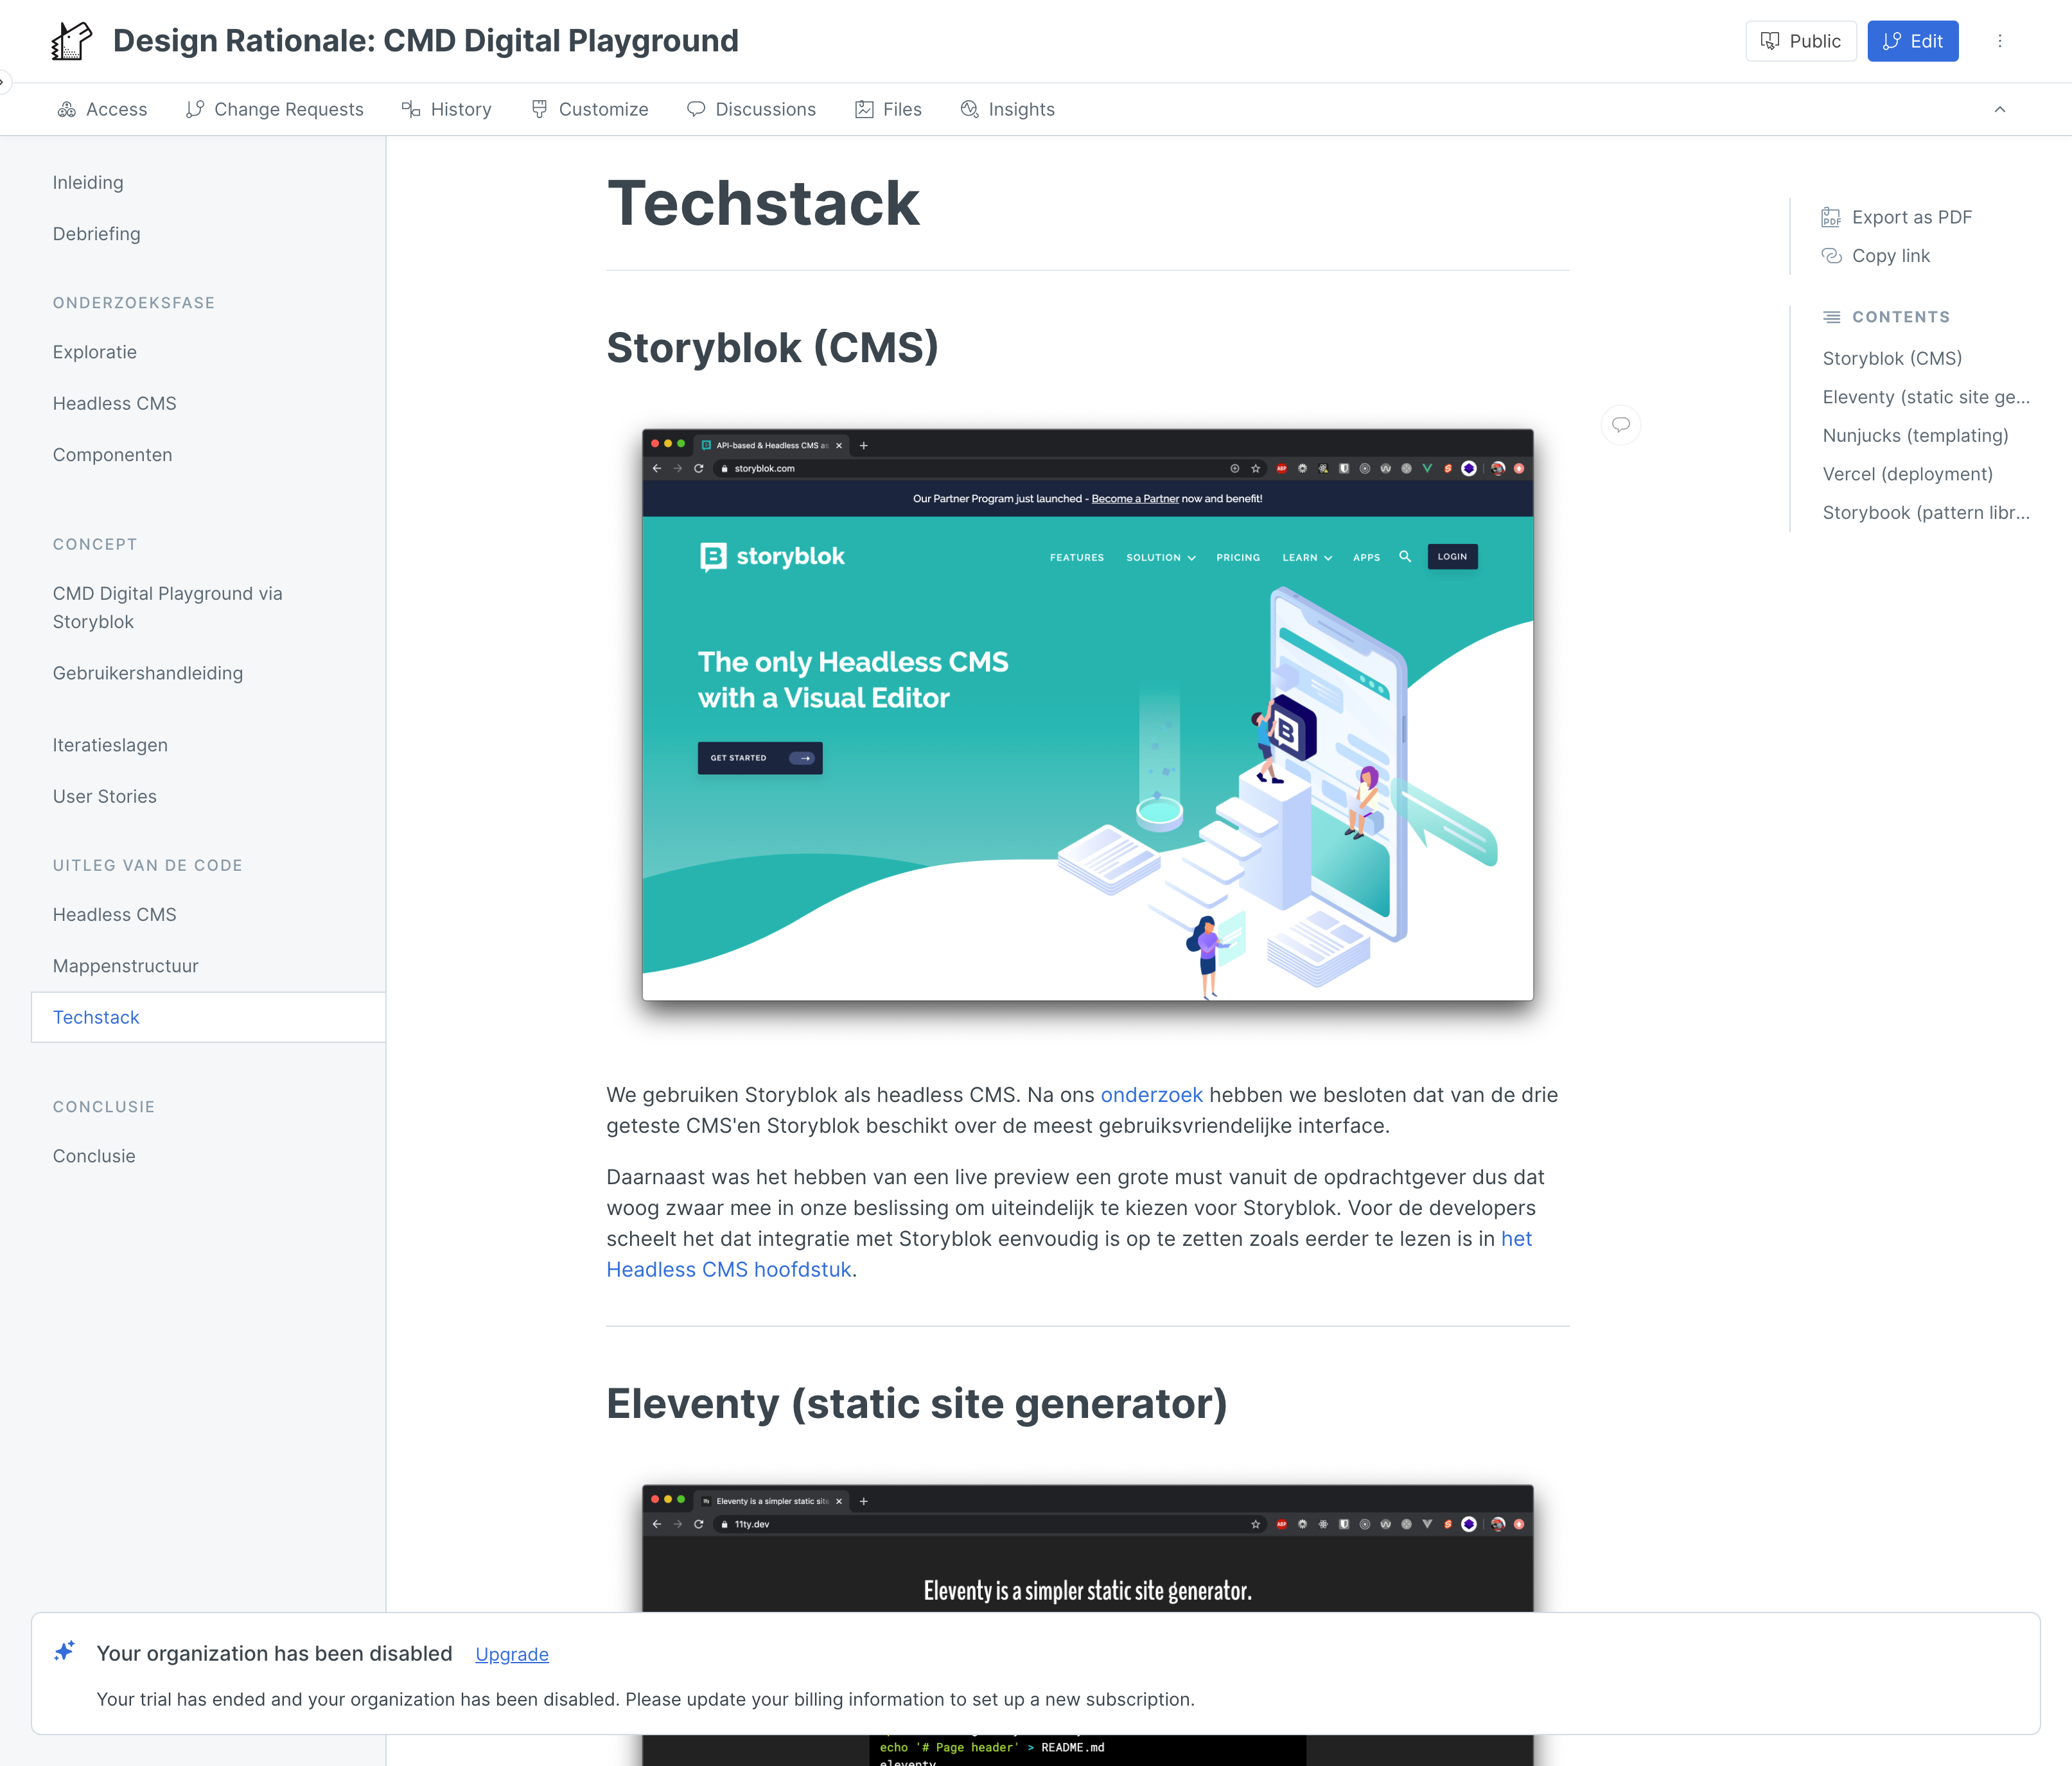 Design Rationale: CMD Digital Playground
Public
Edit
Access
Change Requests
History
Customize
Discussions
Files
Insights
Inleiding
Debriefing
ONDERZOEKSFASE
Exploratie
Headless CMS
Componenten
CONCEPT
CMD Digital Playground via
Storyblok
Gebruikershandleiding
Iteratieslagen
User Stories
UITLEG VAN DE CODE
Headless CMS
Mappenstructuur
Techstack
CONCLUSIE
Conclusie
Techstack
Storyblok (CMS)
API-based & Headless CMS as
storyblok.com
ABP
Our Partner Program just launched - Become a Partner now and benefit!
storyblok
FEATURES
SOLUTION
PRICING
LEARN
APPS
LOGIN
The only Headless CMS
with a Visual Editor
GET STARTED
We gebruiken Storyblok als headless CMS. Na ons onderzoek hebben we besloten dat van de drie
geteste CMS'en Storyblok beschikt over de meest gebruiksvriendelijke interface.
Daarnaast was het hebben van een live preview een grote must vanuit de opdrachtgever dus dat
woog zwaar mee in onze beslissing om uiteindelijk te kiezen voor Storyblok. Voor de developers
scheelt het dat integratie met Storyblok eenvoudig is op te zetten zoals eerder te lezen is in het
Headless CMS hoofdstuk.
Eleventy (static site generator)
Eleventy is a simpler static site
11ty.dev
ABP
Eleventy is a simpler static site generator.
echo '# Page header' > README.md
eleventy
Export as PDF
Copy link
CONTENTS
Storyblok (CMS)
Eleventy (static site ge...
Nunjucks (templating)
Vercel (deployment)
Storybook (pattern libr...
Your organization has been disabled
Upgrade
Your trial has ended and your organization has been disabled. Please update your billing information to set up a new subscription.